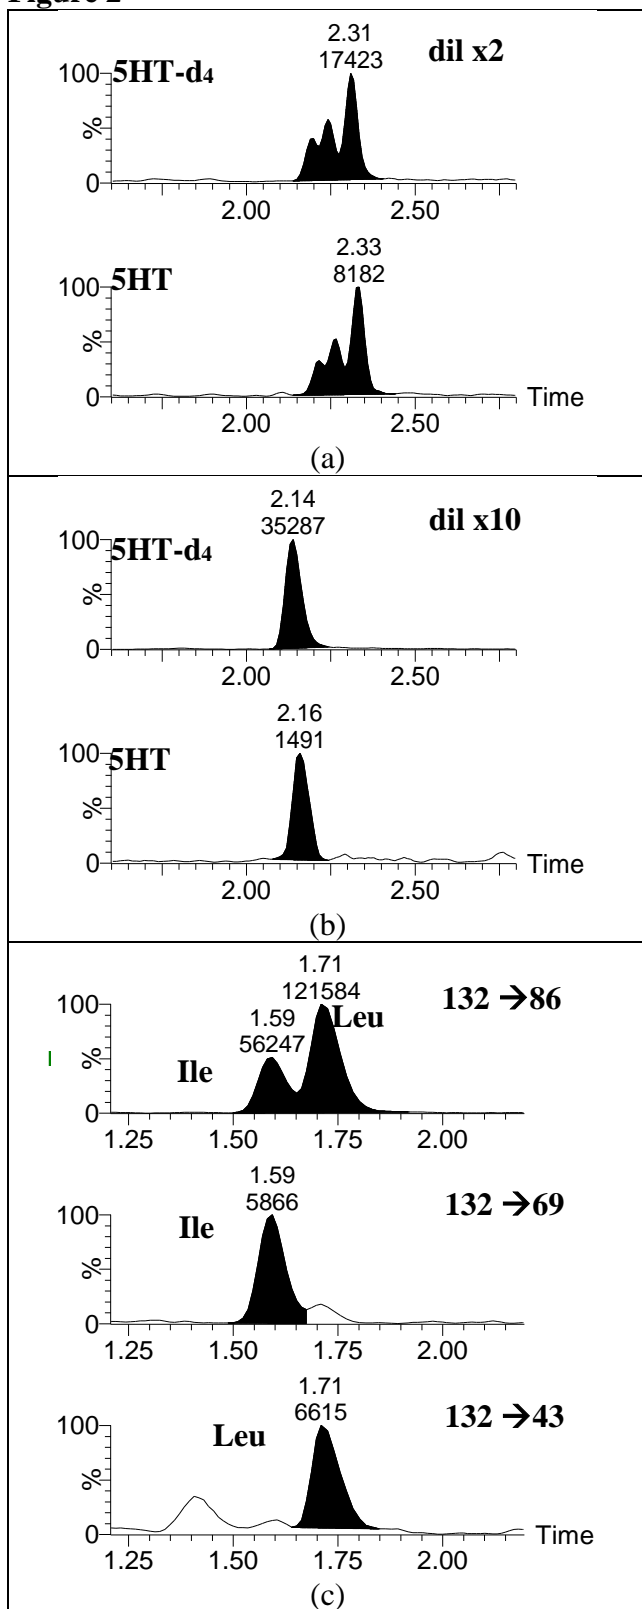 Figure 2
2.31
17423
dil x2
5HT-d4
100
%
0
2.00 2.50
2.33
8182
5HT
100
%
0
Time
2.00 2.50
(a)
2.14
35287
dil x10
5HT-d4
100
%
0
2.00 2.50
2.16
1491
5HT
100
%
0
Time
2.00 2.50
(b)
1.71
121584
132 →86
Leu
1.59
56247
Ile
100
%
0
1.25 1.50 1.75 2.00
1.59
5866
132 →69
Ile
100
%
0
1.25 1.50 1.75 2.00
1.71
6615
132 →43
Leu
100
%
0
Time
1.25 1.50 1.75 2.00
(c)